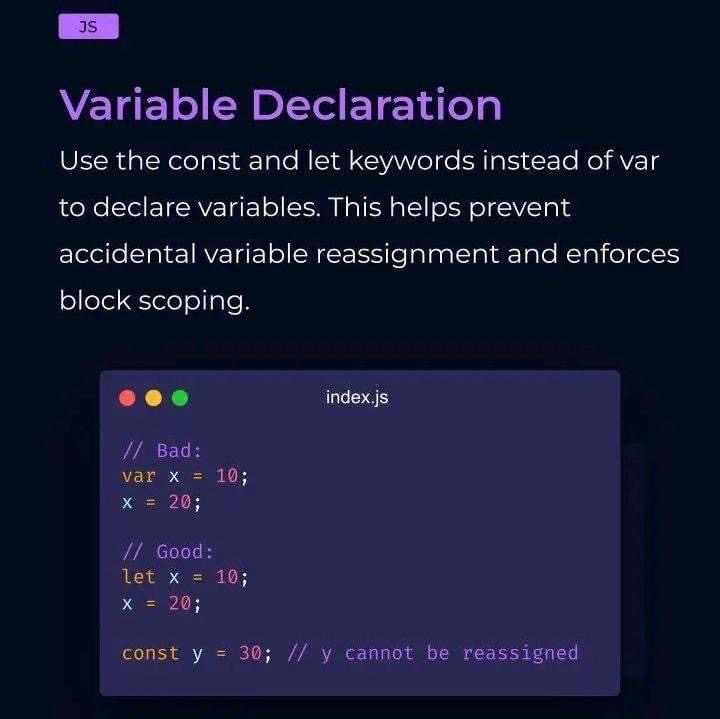 JS
Variable Declaration
Use the const and let keywords instead of var
to declare variables. This helps prevent
accidental variable reassignment and enforces
block scoping.
index.js
// Bad:
var x = 10;
x = 20;
// Good:
let x = 10;
x = 20;
const y = 30; // y cannot be reassigned